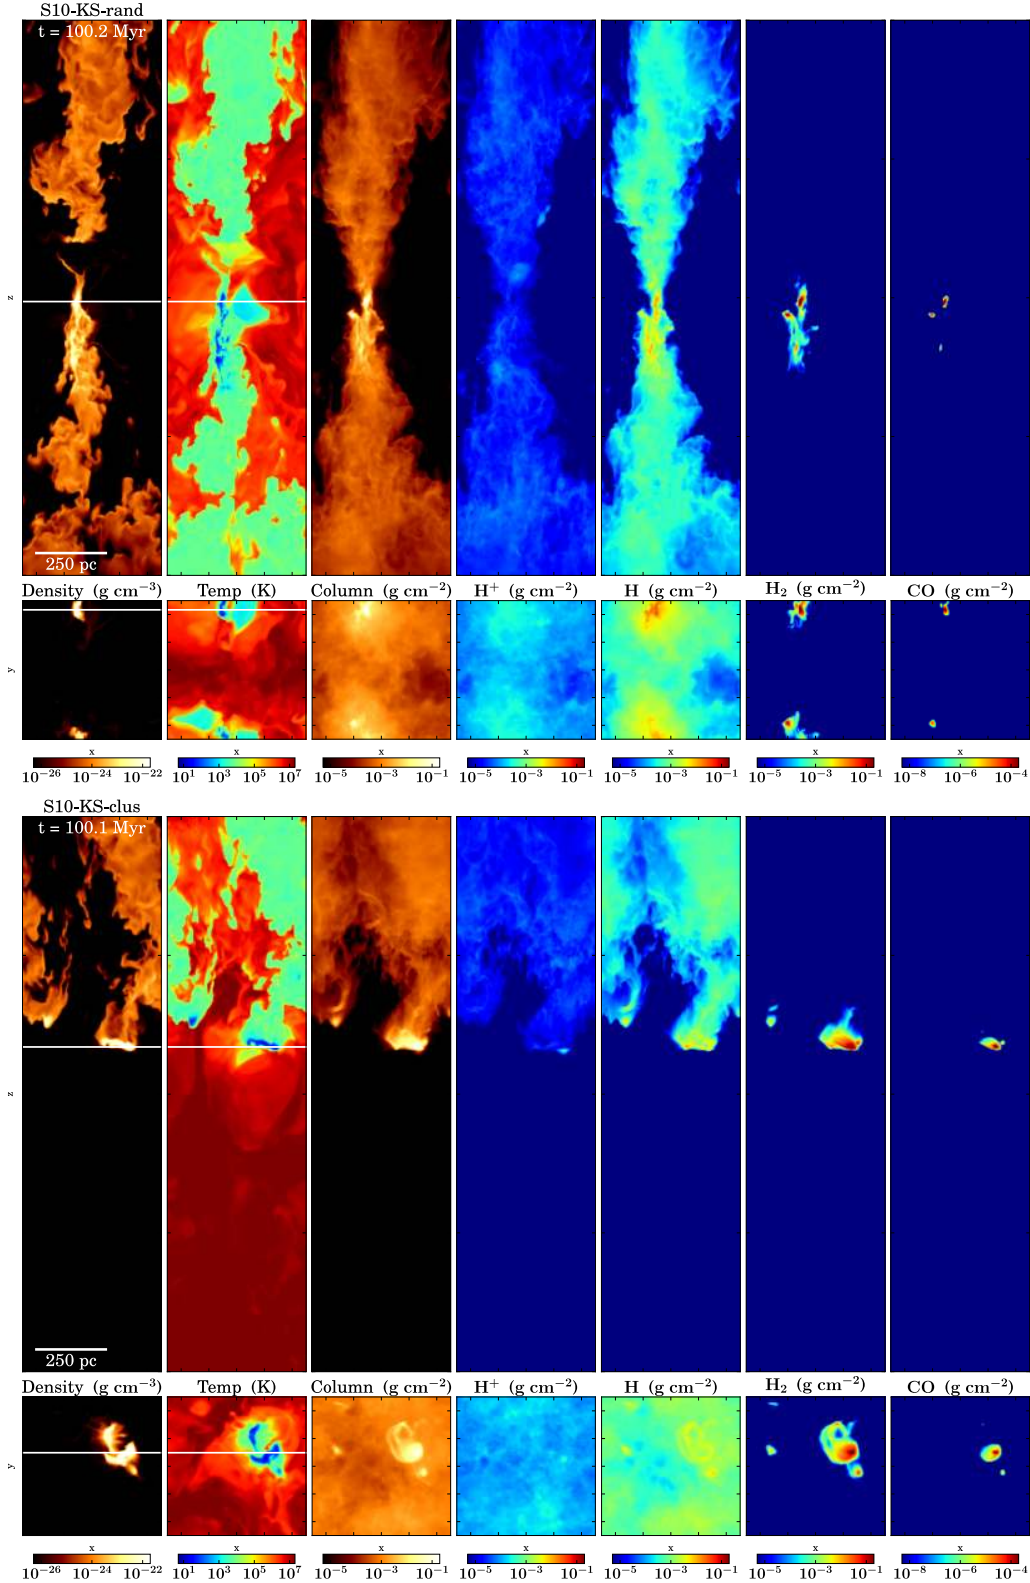 S10-KS-rand
t = 100.2 Myr
z
250 pc
Density (g cm⁻³) Temp (K) Column (g cm⁻²) H⁺ (g cm⁻²) H (g cm⁻²) H₂ (g cm⁻²) CO (g cm⁻²)
y
x x x x x x x
10⁻²⁶ 10⁻²⁴ 10⁻²² 10¹ 10³ 10⁵ 10⁷ 10⁻⁵ 10⁻³ 10⁻¹ 10⁻⁵ 10⁻³ 10⁻¹ 10⁻⁵ 10⁻³ 10⁻¹ 10⁻⁵ 10⁻³ 10⁻¹ 10⁻⁸ 10⁻⁶ 10⁻⁴
S10-KS-clus
t = 100.1 Myr
z
250 pc
Density (g cm⁻³) Temp (K) Column (g cm⁻²) H⁺ (g cm⁻²) H (g cm⁻²) H₂ (g cm⁻²) CO (g cm⁻²)
y
x x x x x x x
10⁻²⁶ 10⁻²⁴ 10⁻²² 10¹ 10³ 10⁵ 10⁷ 10⁻⁵ 10⁻³ 10⁻¹ 10⁻⁵ 10⁻³ 10⁻¹ 10⁻⁵ 10⁻³ 10⁻¹ 10⁻⁵ 10⁻³ 10⁻¹ 10⁻⁸ 10⁻⁶ 10⁻⁴